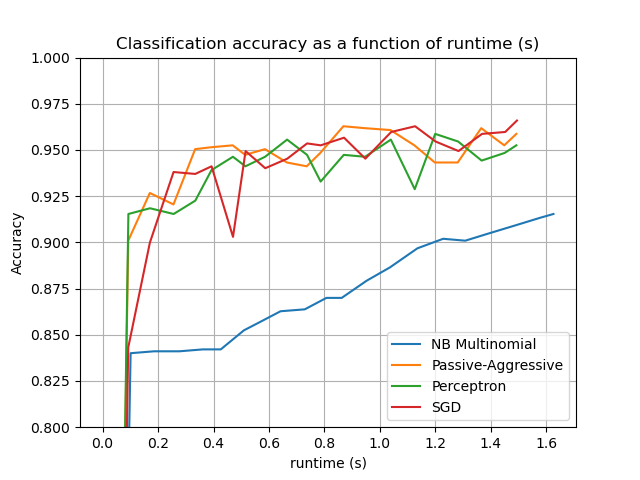 Classification accuracy as a function of runtime (s)
1.000
0.975
0.950
0.925
0.900
0.875
0.850
0.825
0.800
Accuracy
NB Multinomial
Passive-Aggressive
Perceptron
SGD
0.0 0.2 0.4 0.6 0.8 1.0 1.2 1.4 1.6
runtime (s)